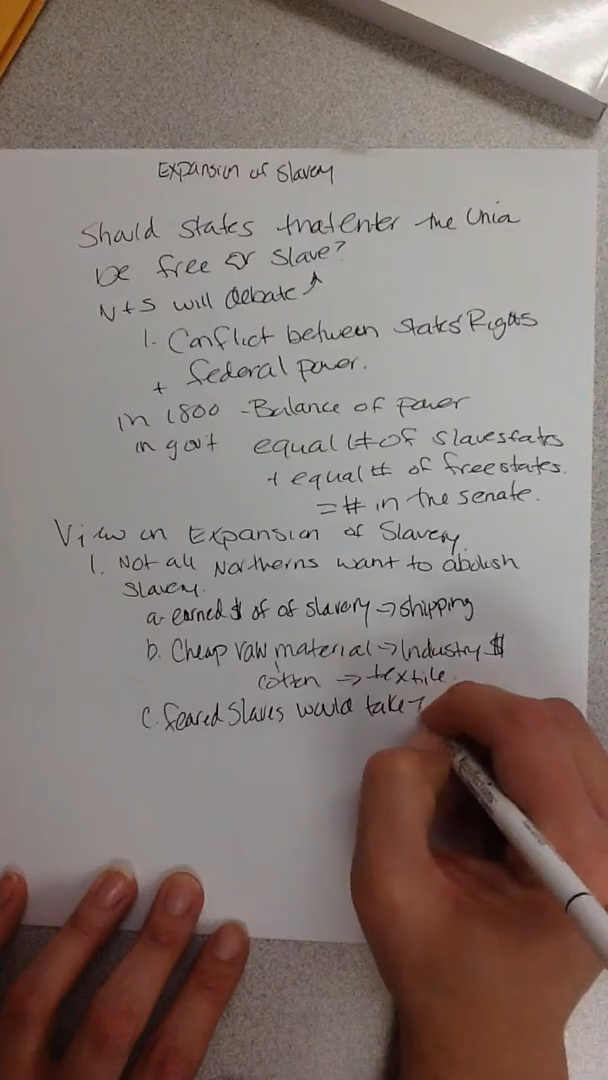 Expansion of Slavery
Should states that enter the Union
be free or slave?
N + S will debate
1. Conflict between States' Rights
+ federal power.
in 1800 - Balance of power
in gov't equal # of slave states
+ equal # of free states.
= # in the senate.
View on Expansion of Slavery
1. Not all Northerns want to abolish
slavery.
a. earned $ of of slavery → shipping
b. Cheap raw material → Industry $
cotton → textile.
c. feared Slaves would take